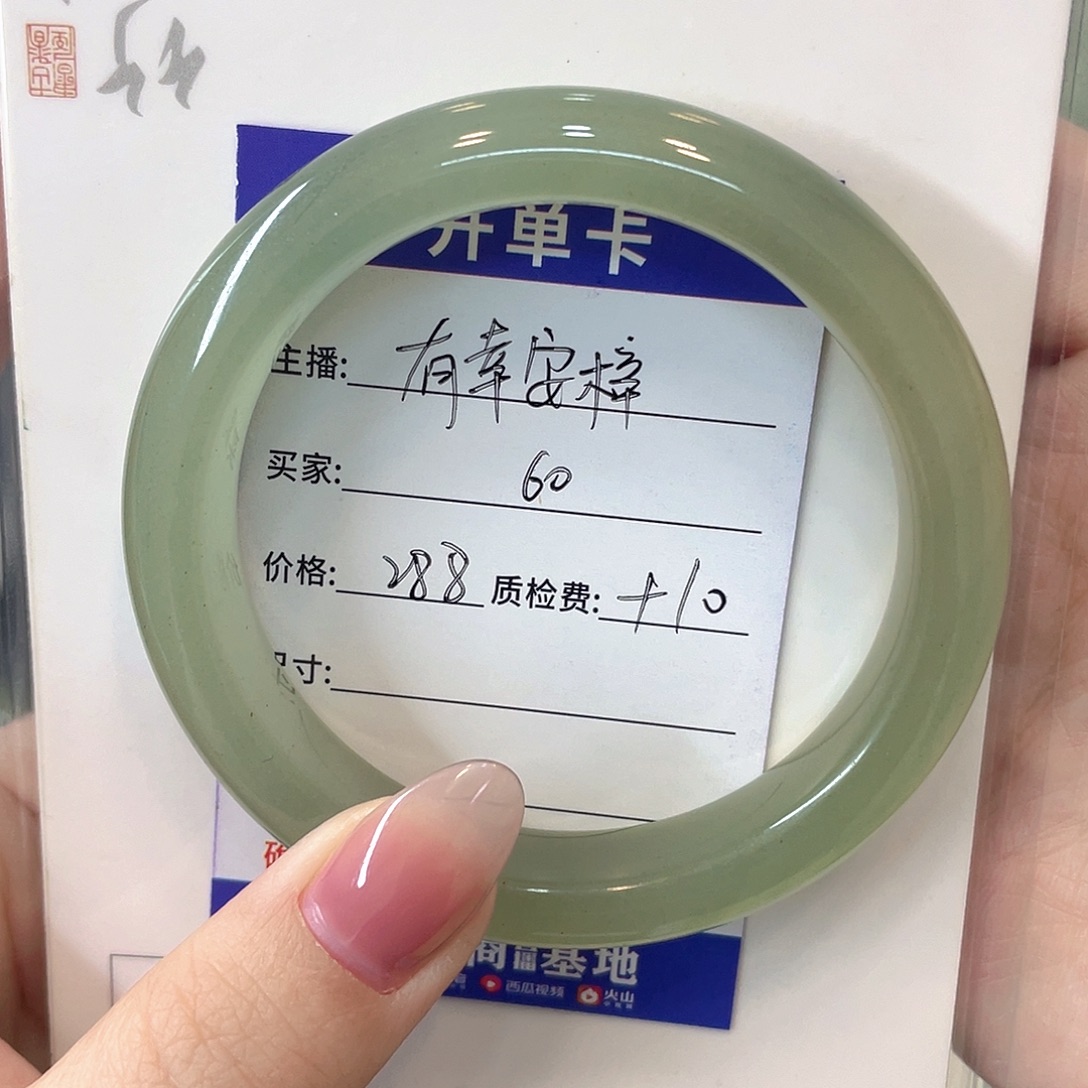 开单卡
主播: 有幸安梓
买家: 60
价格: 288 质检费: +10
尺寸:
基地
西瓜视频 火山